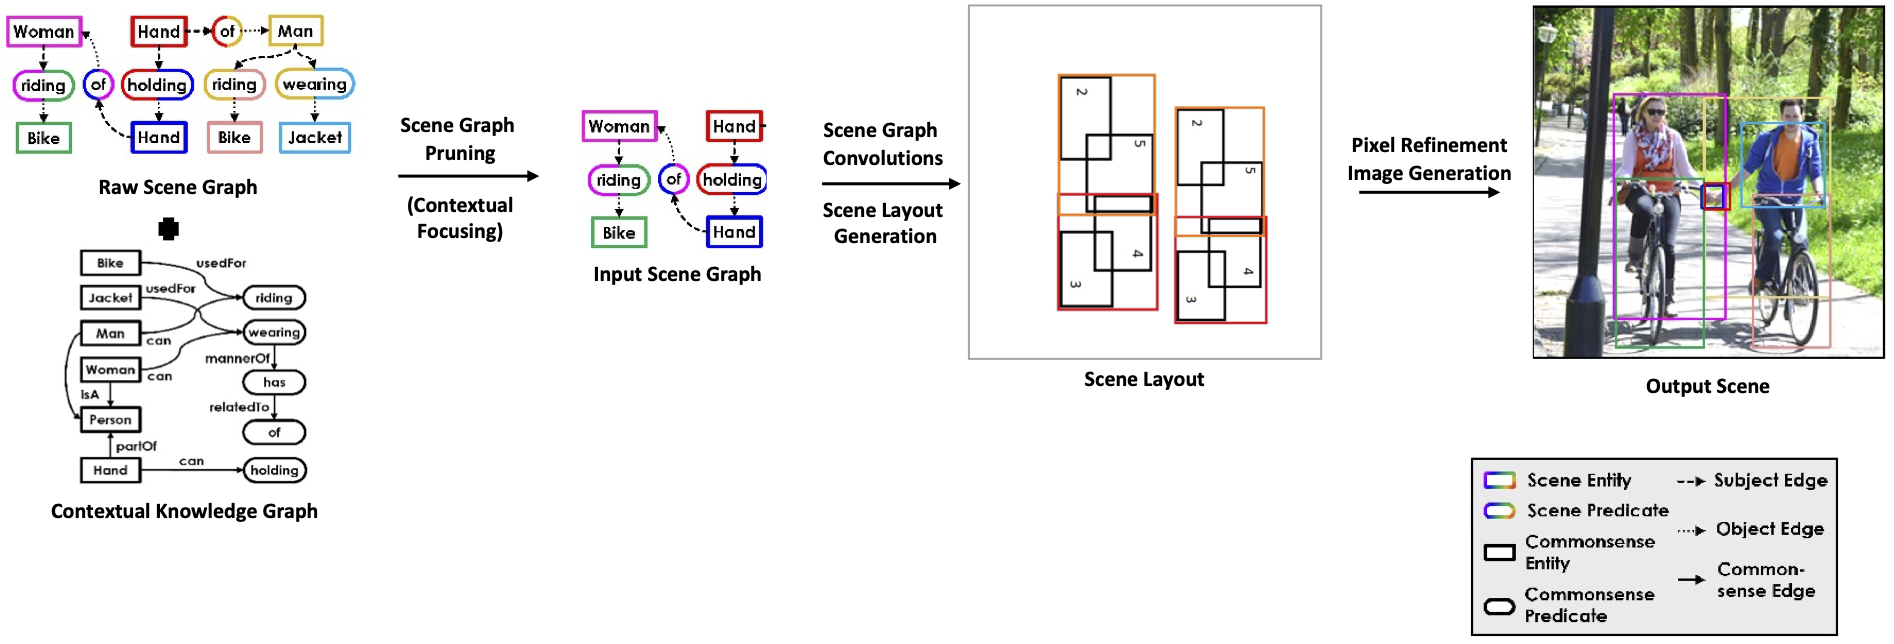 Woman
Hand
of
Man
riding
of
holding
riding
wearing
Bike
Hand
Bike
Jacket
Raw Scene Graph
Bike
usedFor
Jacket
usedFor
riding
Man
can
wearing
Woman
can
mannerOf
isA
has
Person
relatedTo
partOf
of
Hand
can
holding
Contextual Knowledge Graph
Scene Graph
Pruning
(Contextual
Focusing)
Woman
Hand
riding
of
holding
Bike
Hand
Input Scene Graph
Scene Graph
Convolutions
Scene Layout
Generation
2
5
4
3
2
5
4
3
Scene Layout
Pixel Refinement
Image Generation
Output Scene
Scene Entity
Subject Edge
Scene Predicate
Object Edge
Commonsense
Entity
Common-
sense Edge
Commonsense
Predicate